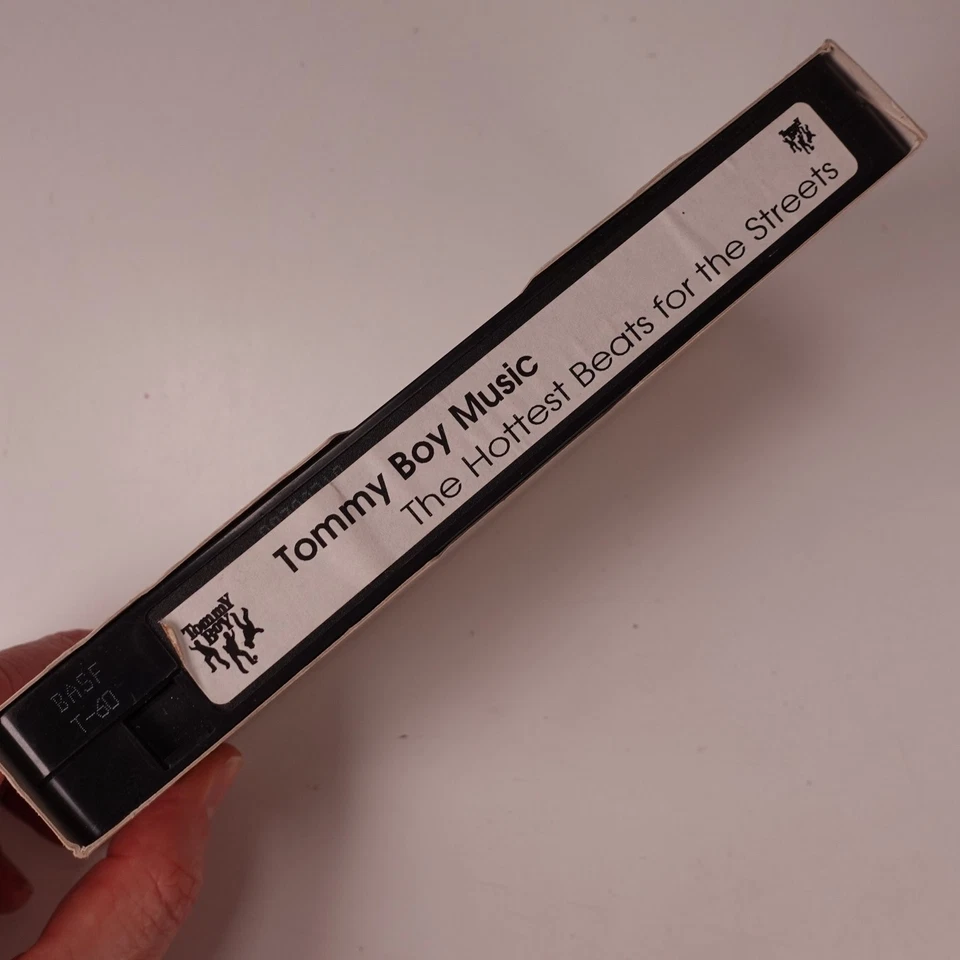 Tommy Boy Music
The Hottest Beats for the Streets
Tommy
Boy
BASF
T-60